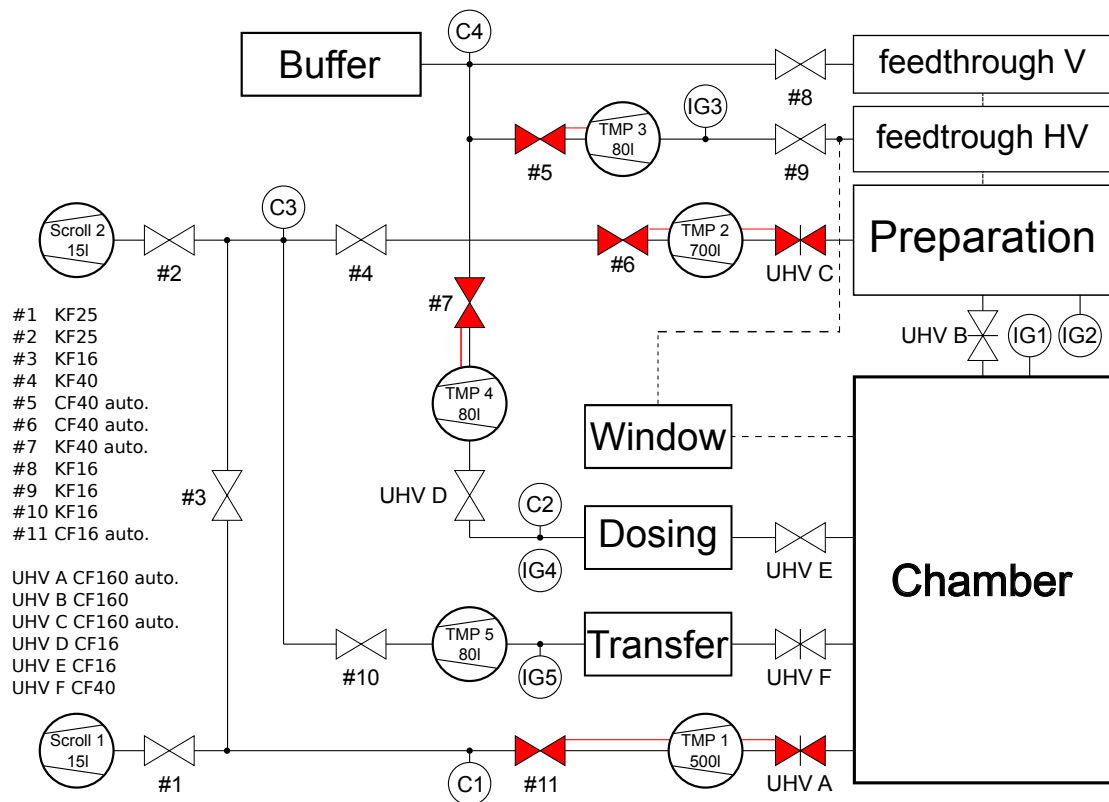 C4
Buffer
feedthrough V
#8
IG3
TMP 3
80l
feedtrough HV
#5
#9
C3
Scroll 2
15l
TMP 2
700l
Preparation
#2
#4
#6
UHV C
#7
#1 KF25
#2 KF25
#3 KF16
#4 KF40
#5 CF40 auto.
#6 CF40 auto.
#7 KF40 auto.
#8 KF16
#9 KF16
#10 KF16
#11 CF16 auto.
UHV A CF160 auto.
UHV B CF160
UHV C CF160 auto.
UHV D CF16
UHV E CF16
UHV F CF40
UHV B
IG1
IG2
TMP 4
80l
Window
#3
UHV D
C2
Dosing
IG4
UHV E
Chamber
TMP 5
80l
Transfer
#10
IG5
UHV F
Scroll 1
15l
TMP 1
500l
#1
C1
#11
UHV A